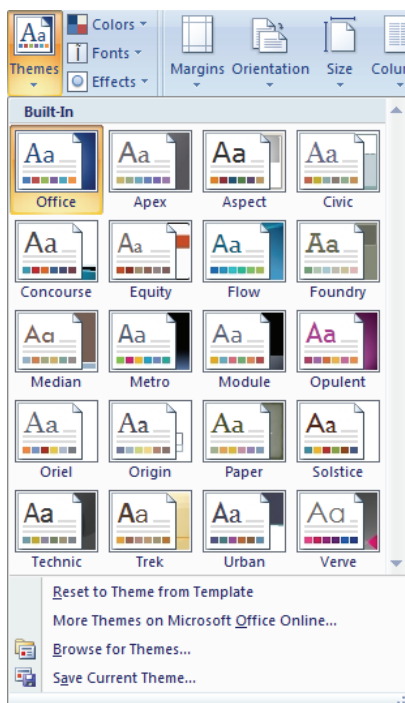 Aa Colors
Fonts
Themes Effects Margins Orientation Size Colu
Built-In
Aa Aa Aa Aa
Office Apex Aspect Civic
Aa Aa Aa Aa
Concourse Equity Flow Foundry
Aa Aa Aa Aa
Median Metro Module Opulent
Aa Aa Aa Aa
Oriel Origin Paper Solstice
Aa Aa Aa Aa
Technic Trek Urban Verve
Reset to Theme from Template
More Themes on Microsoft Office Online...
Browse for Themes...
Save Current Theme...